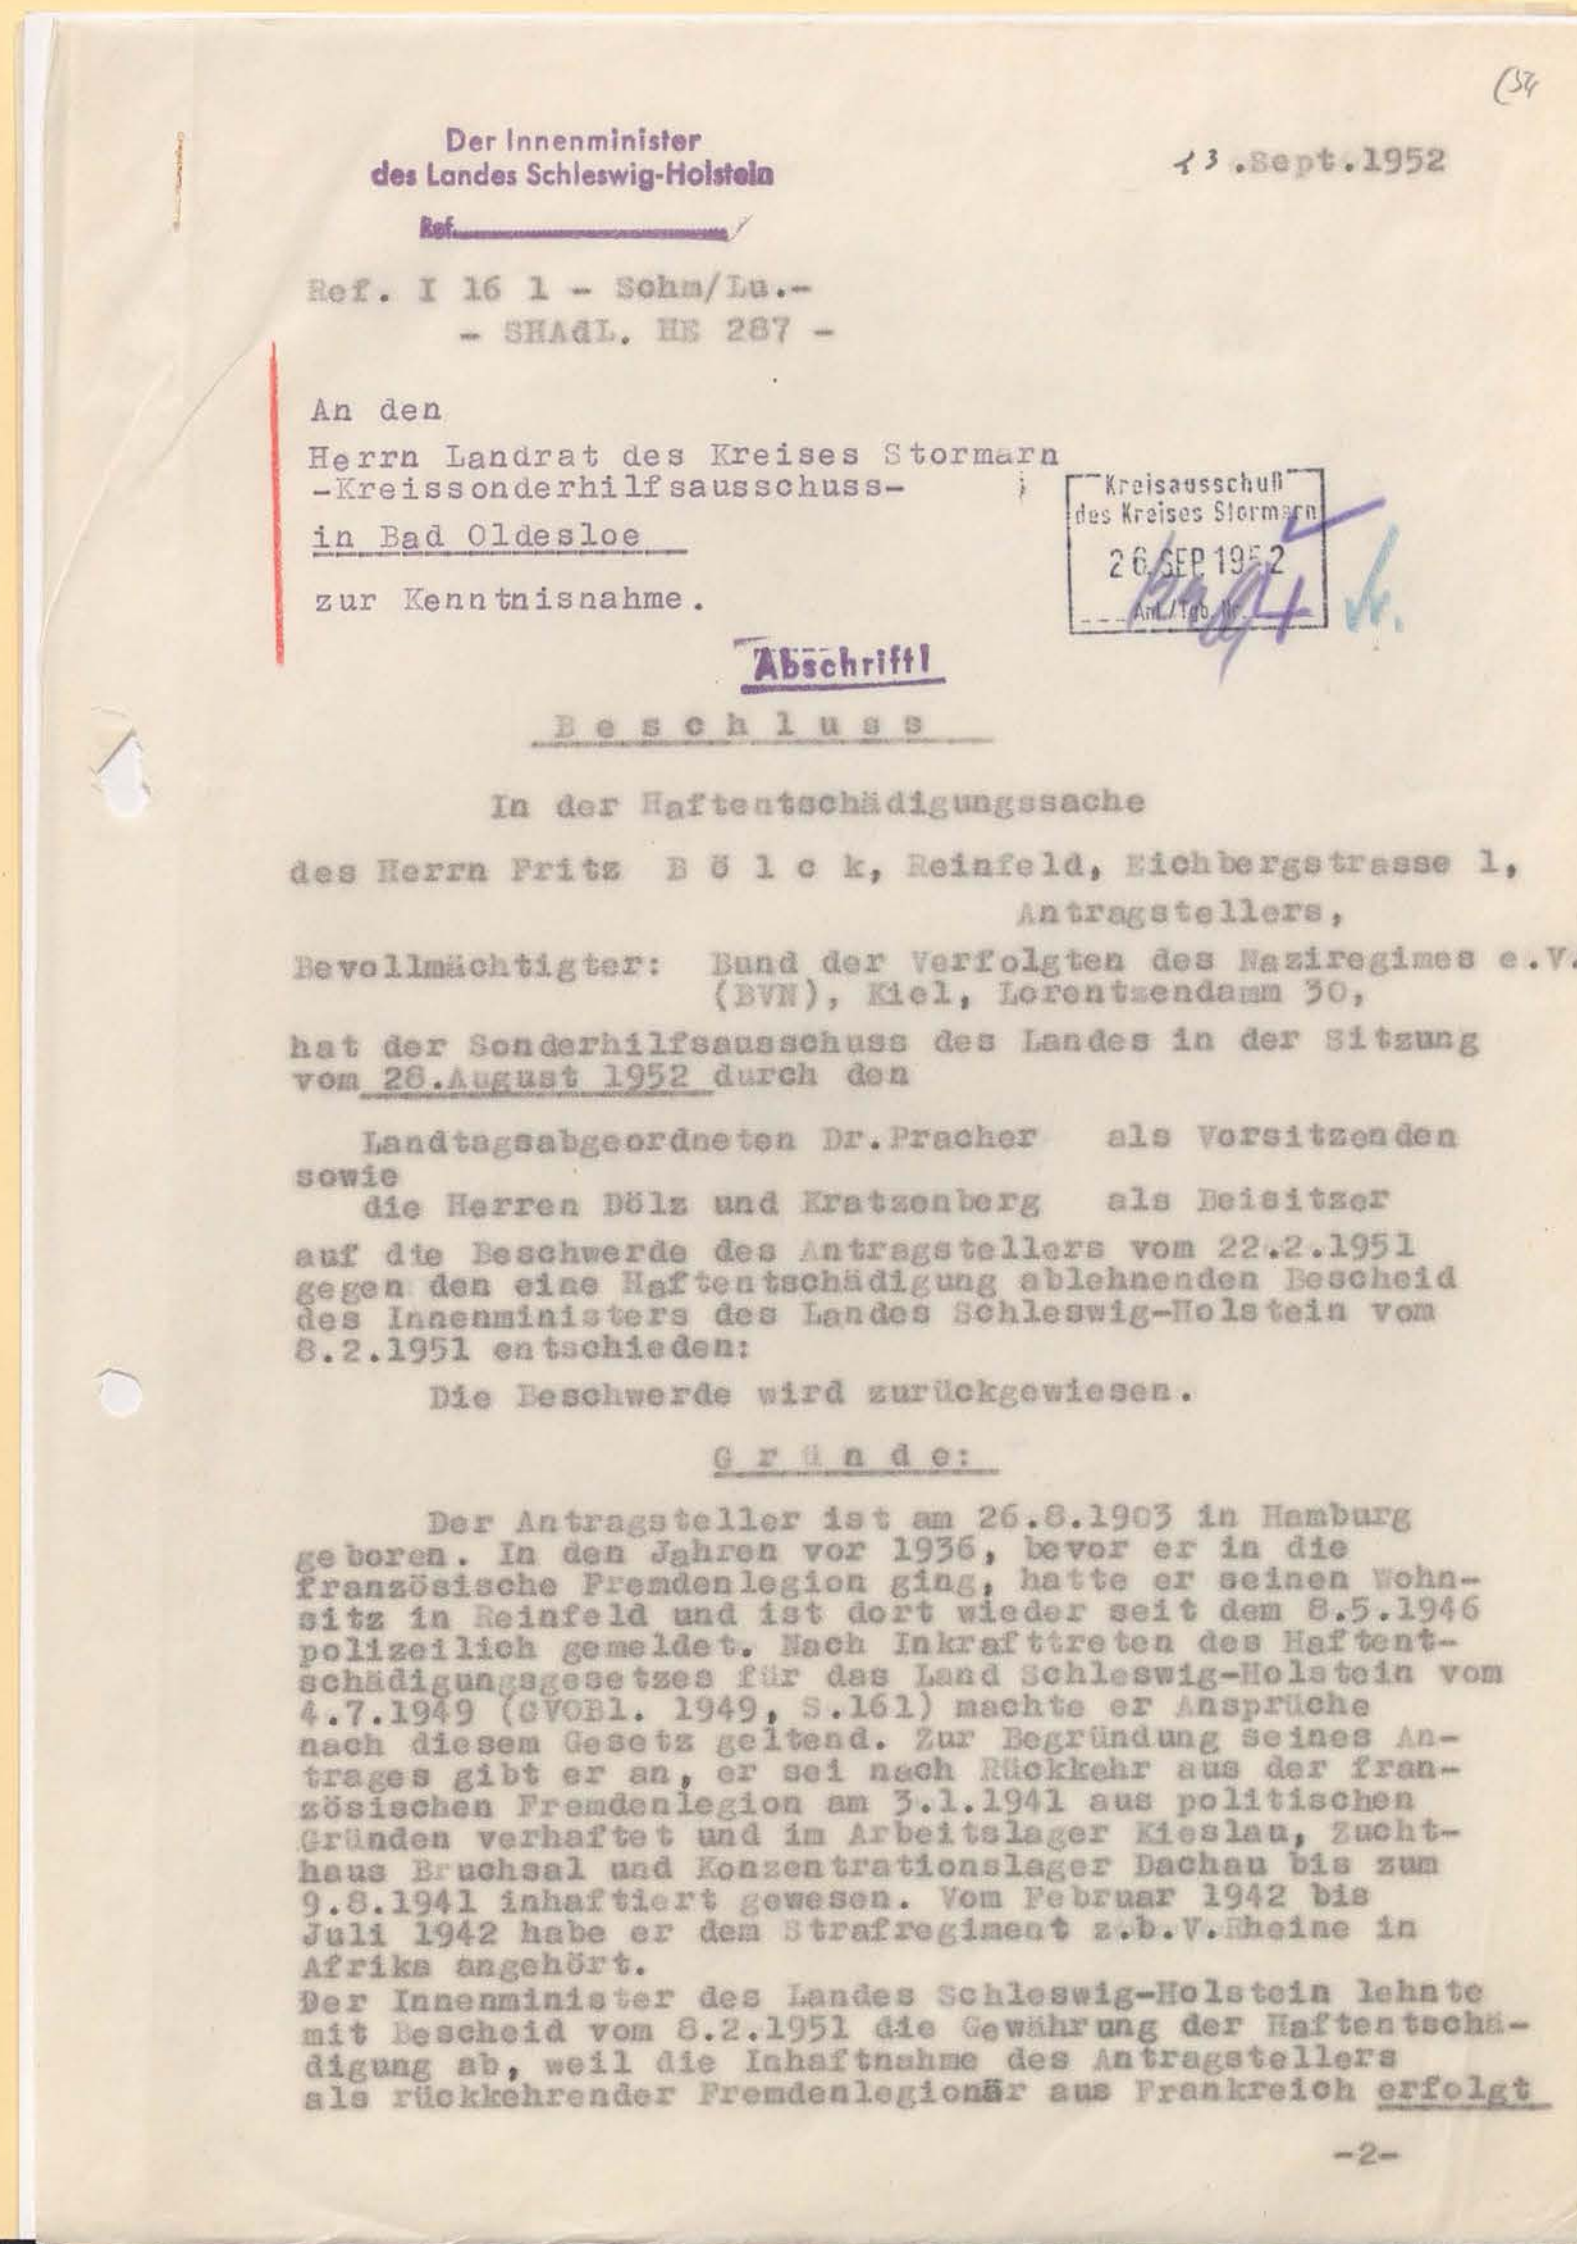 (54
Der Innenminister
des Landes Schleswig-Holstein
23.Sept.1952
Ref.
Ref. I 16 1 - Schm/Lu.-
- SHAdL. HE 287 -
An den
Herrn Landrat des Kreises Stormarn
-Kreissonderhilfsausschuss-
in Bad Oldesloe
zur Kenntnisnahme.
Kreisausschuß
des Kreises Stormarn
26. SEP. 1952
Anl./Tgb. Nr.
Abschrift!
B e s c h l u s s
In der Haftentschädigungssache
des Herrn Fritz B ö l c k, Reinfeld, Eichbergstrasse 1,
Antragstellers,
Bevollmächtigter: Bund der Verfolgten des Naziregimes e.V.
(BVN), Kiel, Lorentzendamm 30,
hat der Sonderhilfsausschuss des Landes in der Sitzung
vom 28.August 1952 durch den
Landtagsabgeordneten Dr.Pracher als Vorsitzenden
sowie
die Herren Dölz und Kratzenberg als Beisitzer
auf die Beschwerde des Antragstellers vom 22.2.1951
gegen den eine Haftentschädigung ablehnenden Bescheid
des Innenministers des Landes Schleswig-Holstein vom
8.2.1951 entschieden:
Die Beschwerde wird zurückgewiesen.
G r ü n d e:
Der Antragsteller ist am 26.8.1903 in Hamburg
geboren. In den Jahren vor 1936, bevor er in die
französische Fremdenlegion ging, hatte er seinen Wohn-
sitz in Reinfeld und ist dort wieder seit dem 8.5.1946
polizeilich gemeldet. Nach Inkrafttreten des Haftent-
schädigungsgesetzes für das Land Schleswig-Holstein vom
4.7.1949 (GVOBl. 1949, S.161) machte er Ansprüche
nach diesem Gesetz geltend. Zur Begründung seines An-
trages gibt er an, er sei nach Rückkehr aus der fran-
zösischen Fremdenlegion am 3.1.1941 aus politischen
Gründen verhaftet und im Arbeitslager Kieslau, Zucht-
haus Bruchsal und Konzentrationslager Dachau bis zum
9.8.1941 inhaftiert gewesen. Vom Februar 1942 bis
Juli 1942 habe er dem Strafregiment z.b.V.Rheine in
Afrika angehört.
Der Innenminister des Landes Schleswig-Holstein lehnte
mit Bescheid vom 8.2.1951 die Gewährung der Haftentschä-
digung ab, weil die Inhaftnahme des Antragstellers
als rückkehrender Fremdenlegionär aus Frankreich erfolgt
-2-